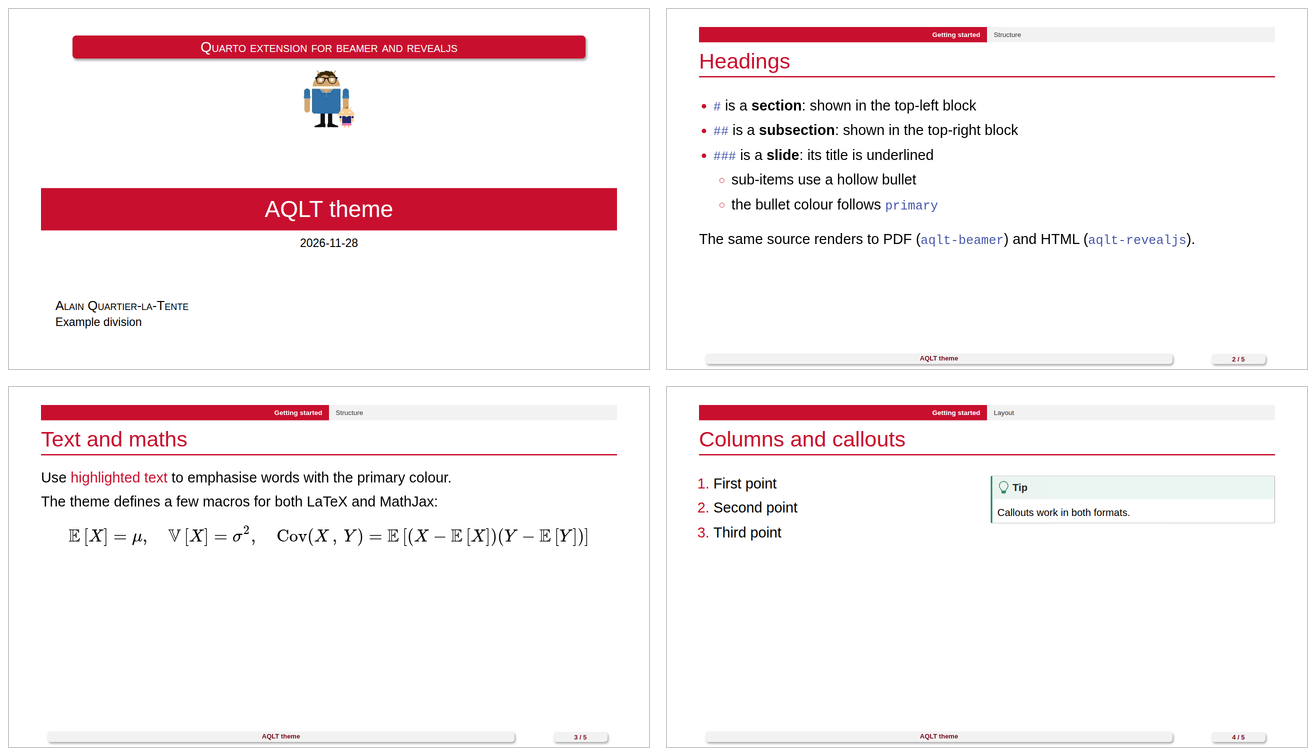 Quarto extension for beamer and revealjs
AQLT theme
2026-11-28
Alain Quartier-la-Tente
Example division
Getting started Structure
Headings
• # is a section: shown in the top-left block
• ## is a subsection: shown in the top-right block
• ### is a slide: its title is underlined
○ sub-items use a hollow bullet
○ the bullet colour follows primary
The same source renders to PDF (aqlt-beamer) and HTML (aqlt-revealjs).
AQLT theme 2 / 5
Getting started Structure
Text and maths
Use highlighted text to emphasise words with the primary colour.
The theme defines a few macros for both LaTeX and MathJax:
𝔼 [X] = μ, 𝕍 [X] = σ², Cov(X , Y) = 𝔼 [(X − 𝔼 [X])(Y − 𝔼 [Y])]
AQLT theme 3 / 5
Getting started Layout
Columns and callouts
1. First point
2. Second point
3. Third point
Tip
Callouts work in both formats.
AQLT theme 4 / 5